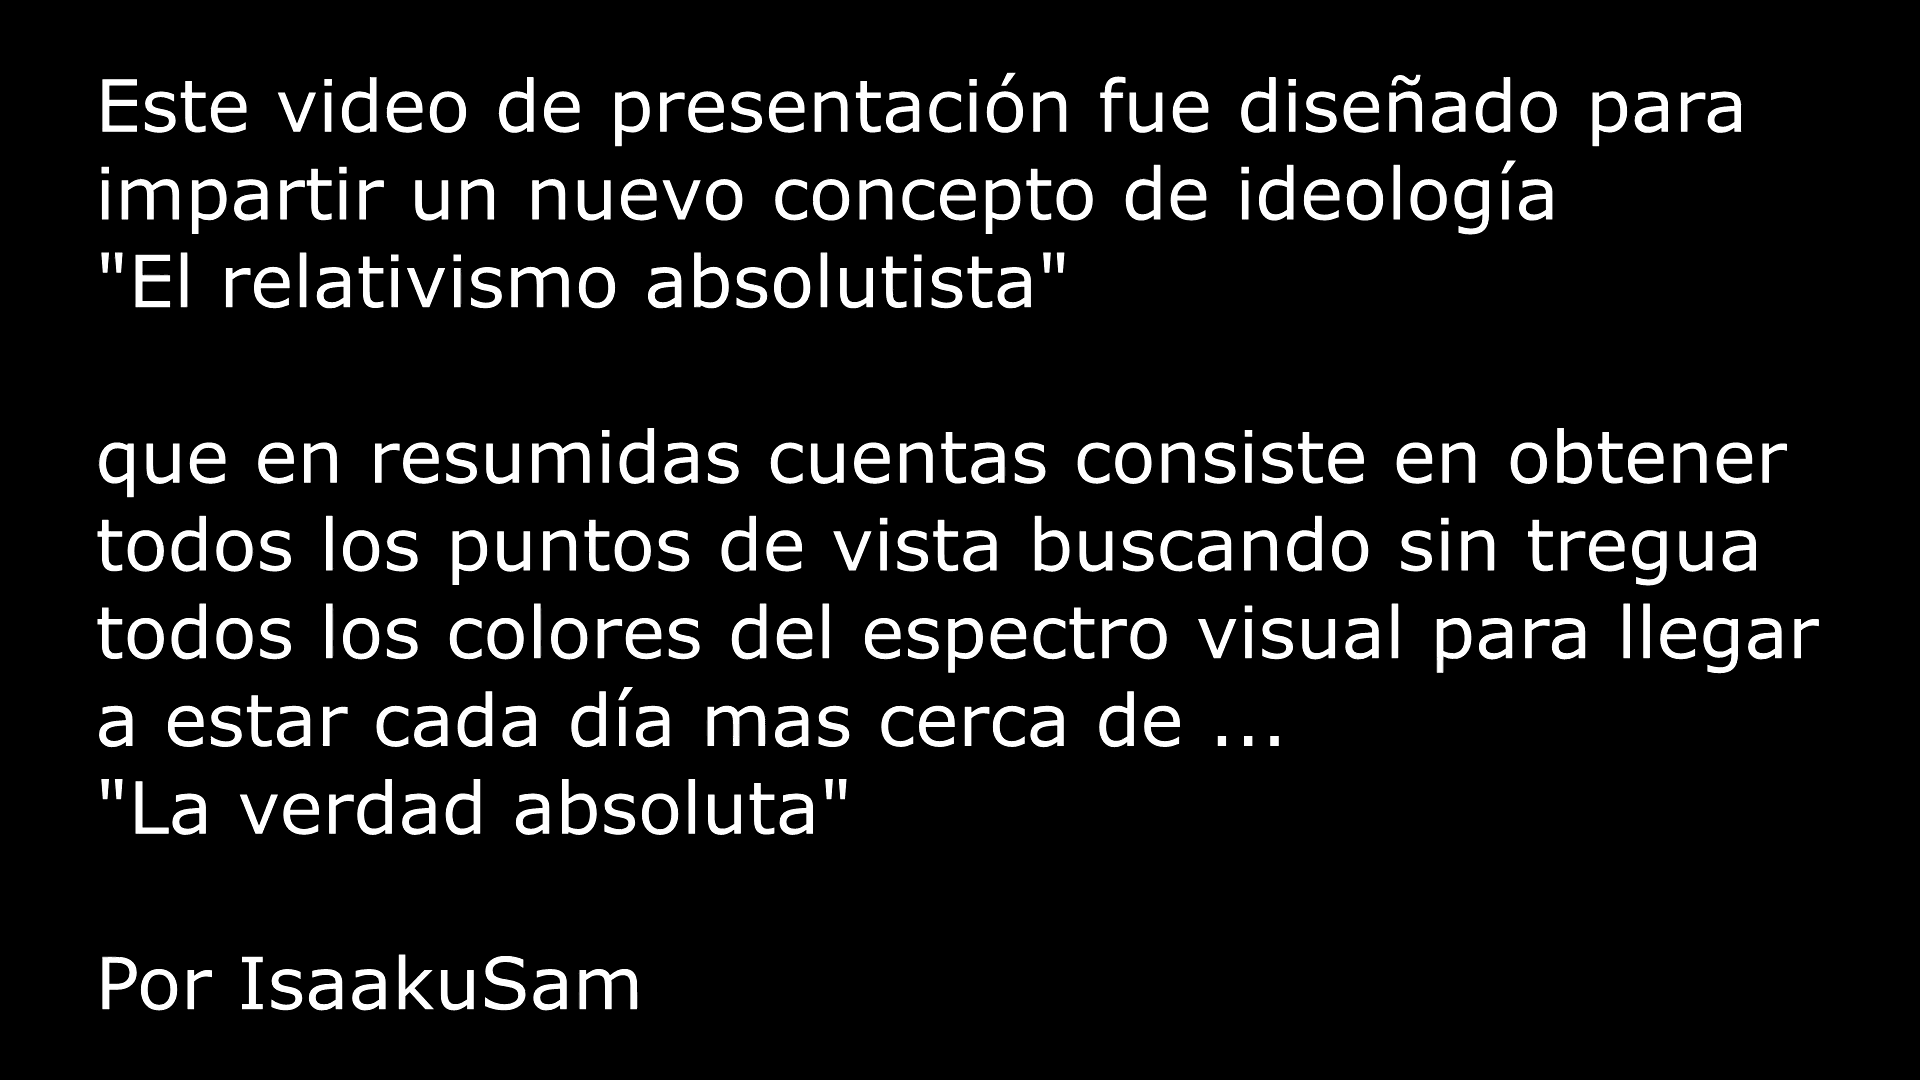 Este video de presentación fue diseñado para
impartir un nuevo concepto de ideología
"El relativismo absolutista"
que en resumidas cuentas consiste en obtener
todos los puntos de vista buscando sin tregua
todos los colores del espectro visual para llegar
a estar cada día mas cerca de ...
"La verdad absoluta"
Por IsaakuSam